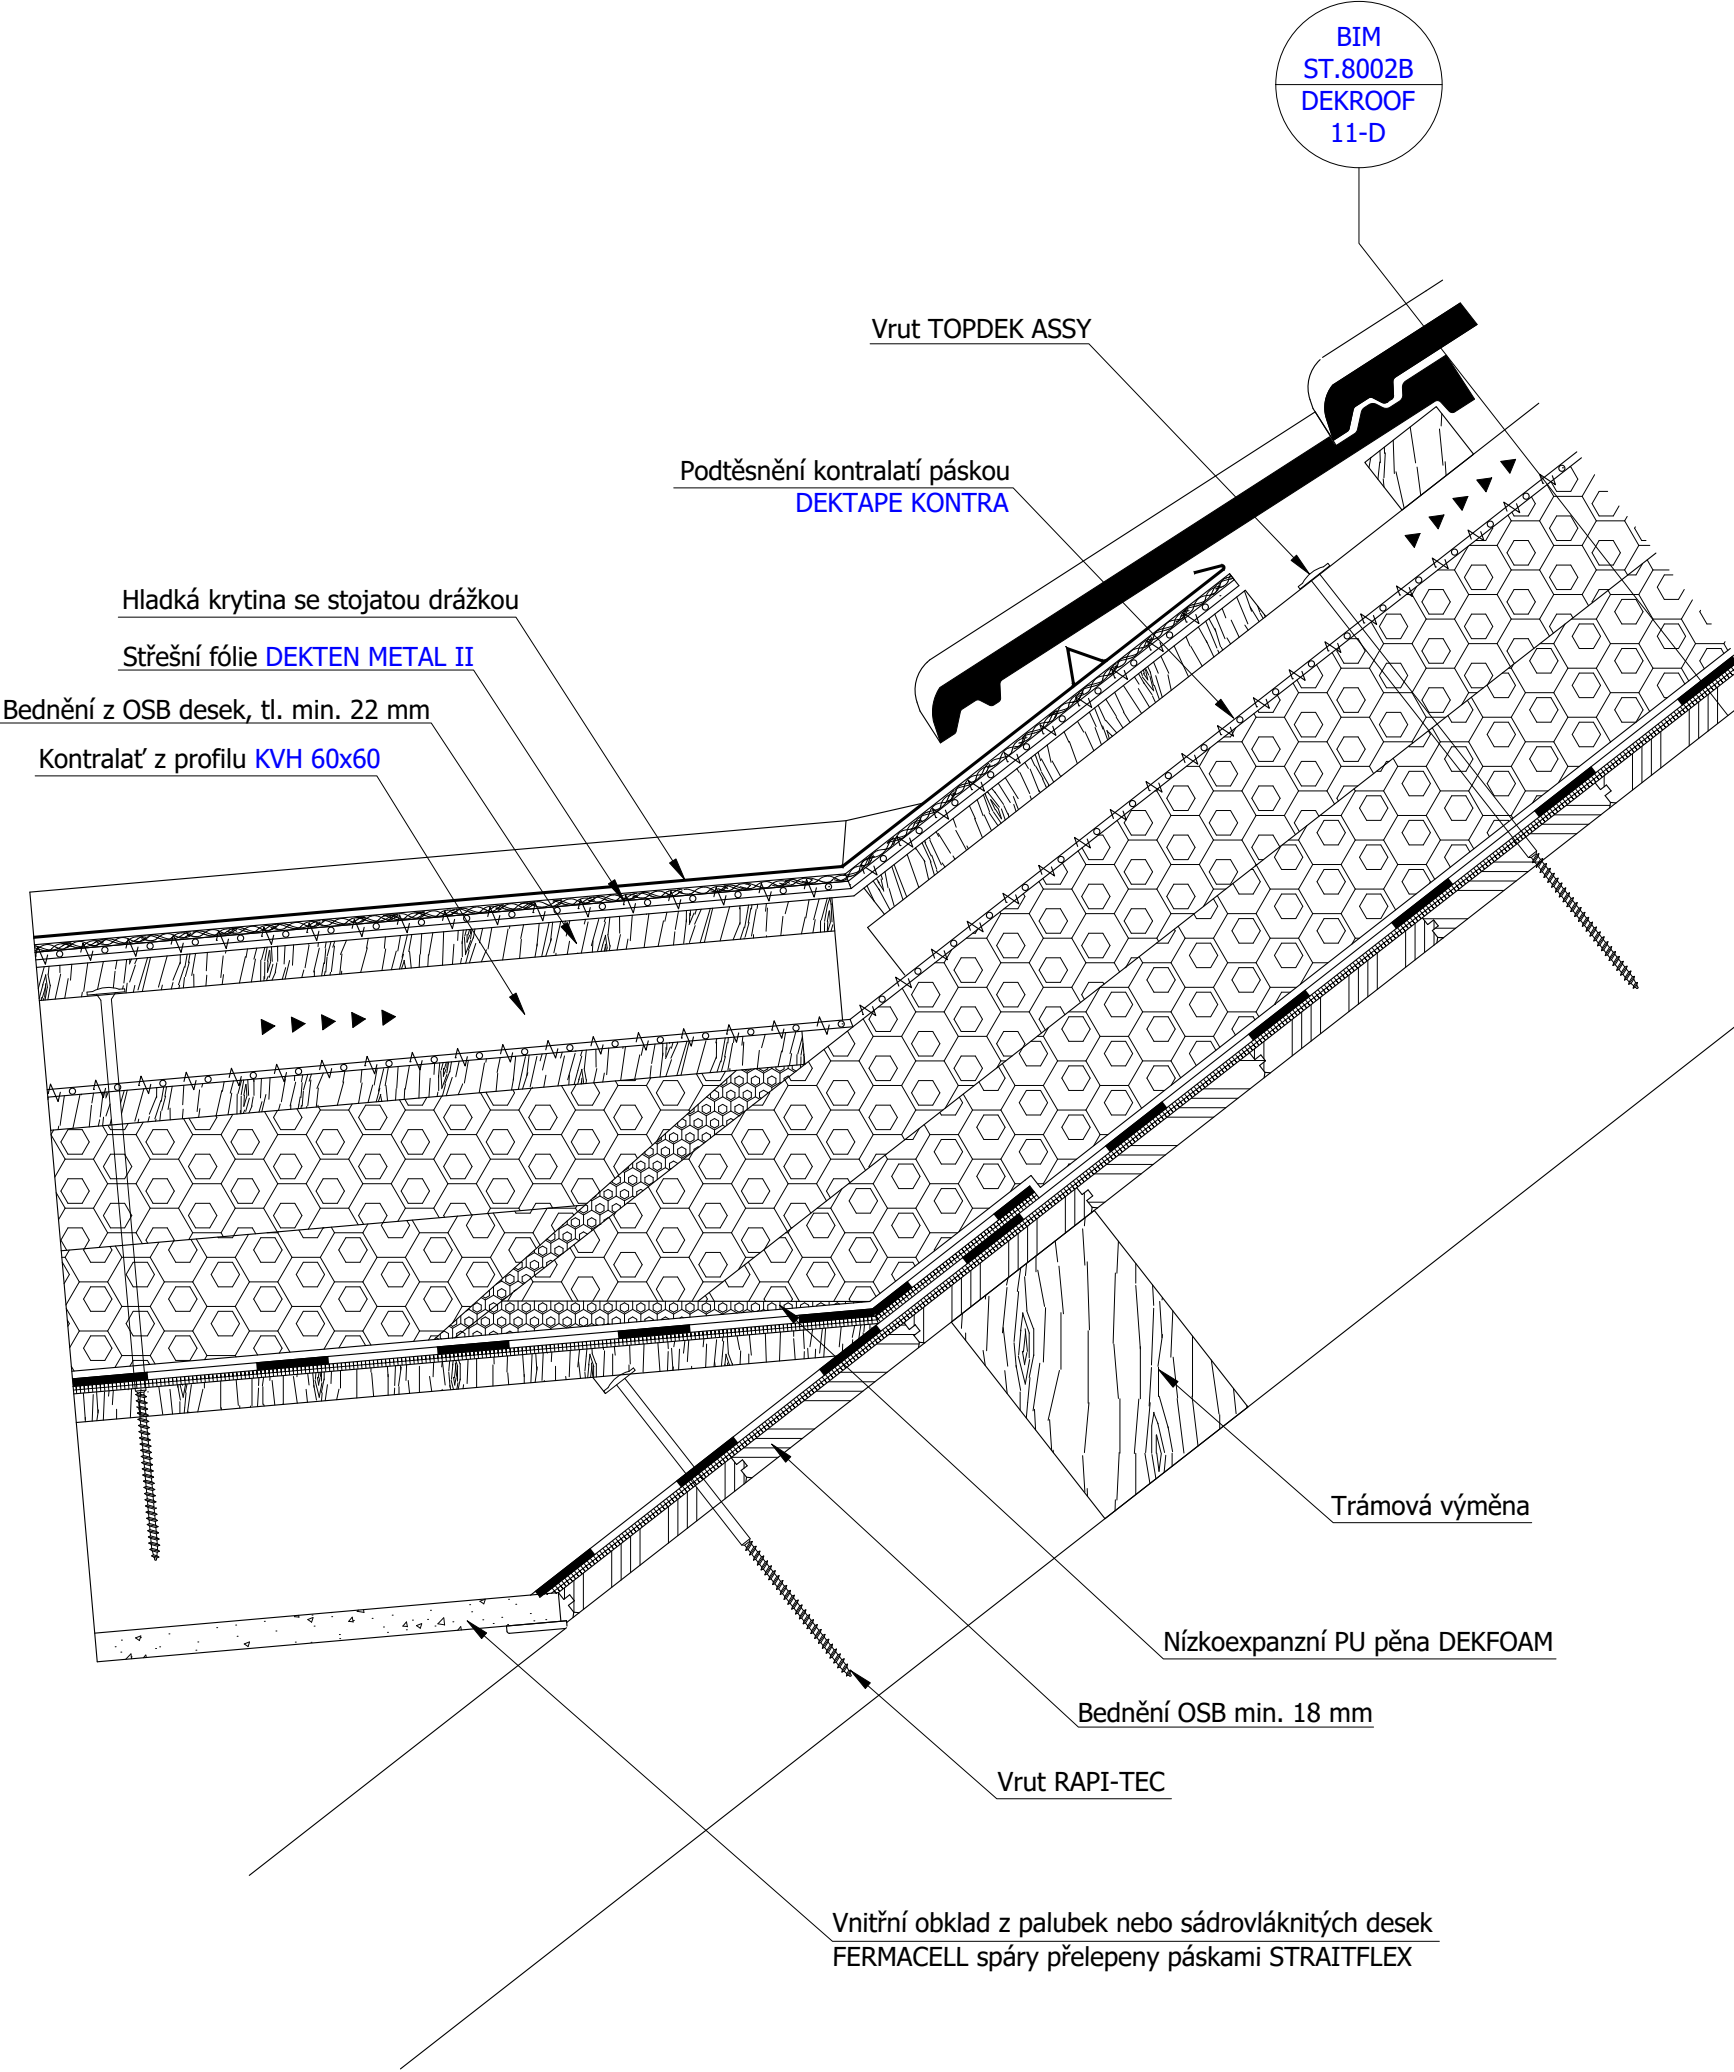 BIM
ST.8002B
DEKROOF
11-D
Vrut TOPDEK ASSY
Podtěsnění kontralatí páskou
DEKTAPE KONTRA
Hladká krytina se stojatou drážkou
Střešní fólie DEKTEN METAL II
Bednění z OSB desek, tl. min. 22 mm
Kontralať z profilu KVH 60x60
Trámová výměna
Nízkoexpanzní PU pěna DEKFOAM
Bednění OSB min. 18 mm
Vrut RAPI-TEC
Vnitřní obklad z palubek nebo sádrovláknitých desek
FERMACELL spáry přelepeny páskami STRAITFLEX